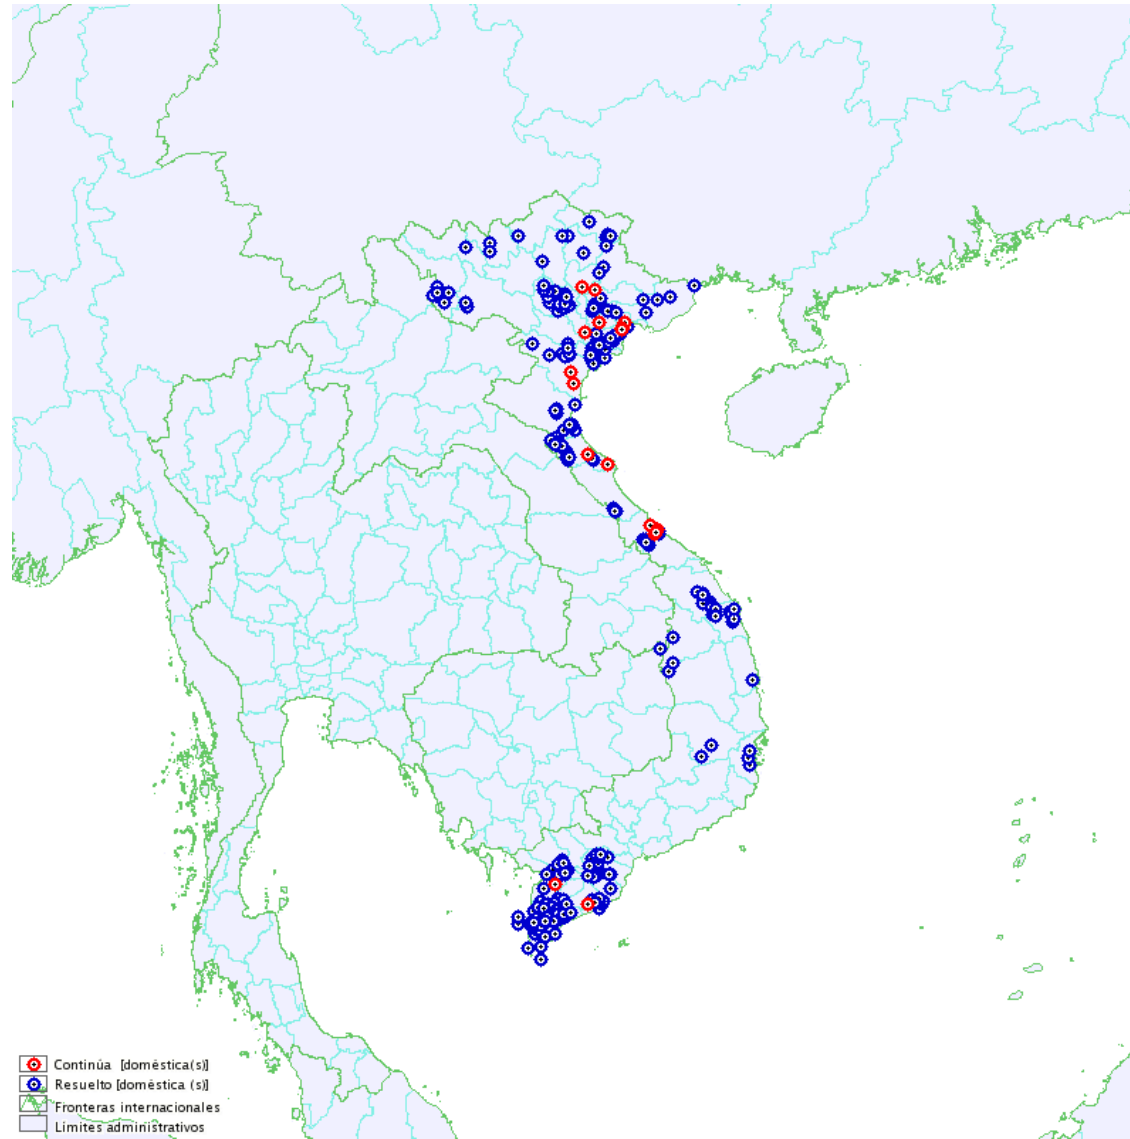 Continúa [doméstica(s)]
Resuelto [doméstica (s)]
Fronteras internacionales
Límites administrativos